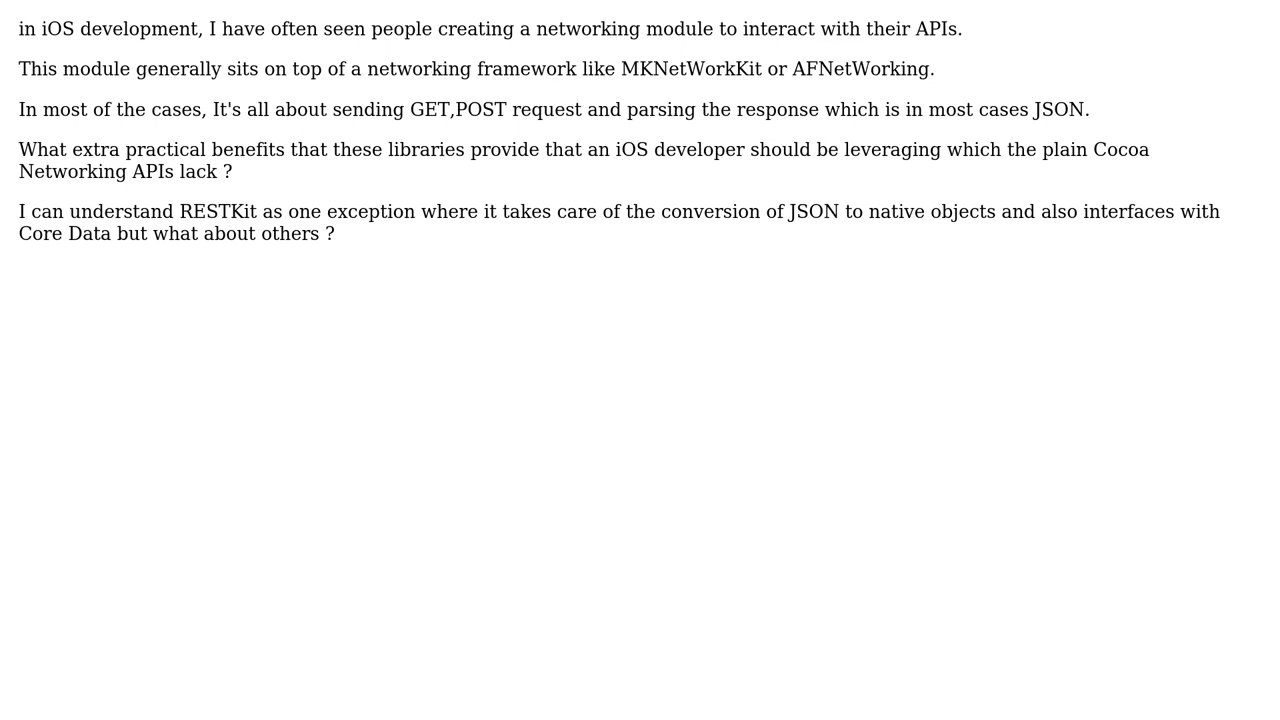 in iOS development, I have often seen people creating a networking module to interact with their APIs.
This module generally sits on top of a networking framework like MKNetWorkKit or AFNetWorking.
In most of the cases, It's all about sending GET,POST request and parsing the response which is in most cases JSON.
What extra practical benefits that these libraries provide that an iOS developer should be leveraging which the plain Cocoa
Networking APIs lack ?
I can understand RESTKit as one exception where it takes care of the conversion of JSON to native objects and also interfaces with
Core Data but what about others ?